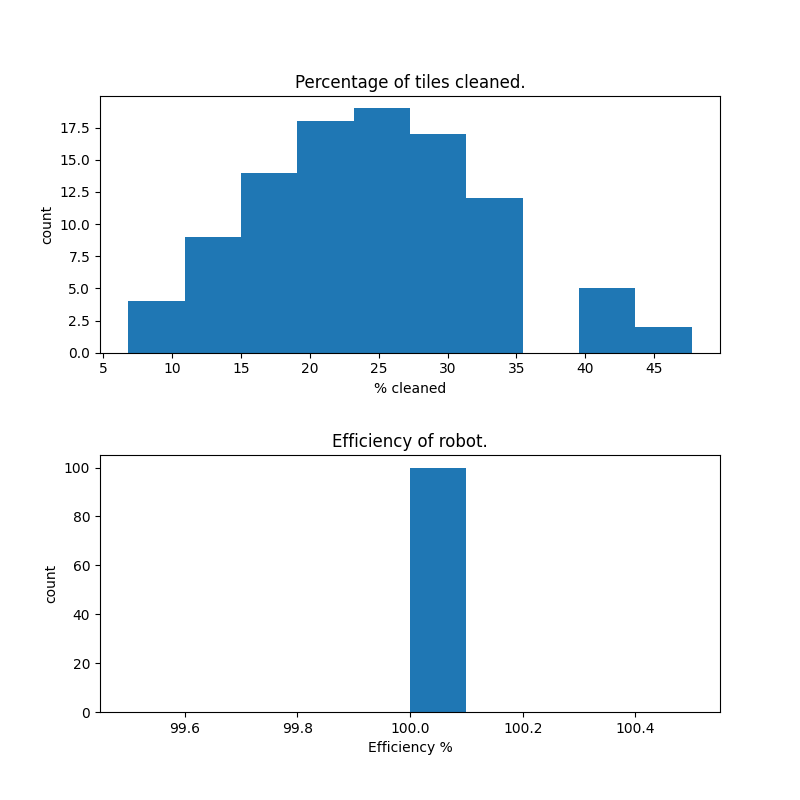 Percentage of tiles cleaned.
17.5
15.0
12.5
10.0
7.5
5.0
2.5
0.0
count
5 10 15 20 25 30 35 40 45
% cleaned
Efficiency of robot.
100
80
60
40
20
0
count
99.6 99.8 100.0 100.2 100.4
Efficiency %